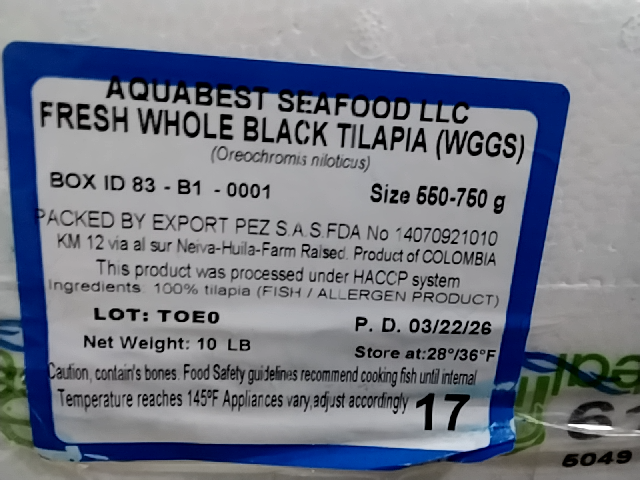 AQUABEST SEAFOOD LLC
FRESH WHOLE BLACK TILAPIA (WGGS)
(Oreochromis niloticus)
BOX ID 83 - B1 - 0001
Size 550-750 g
PACKED BY EXPORT PEZ S.A.S.FDA No 14070921010
KM 12 via al sur Neiva-Huila-Farm Raised. Product of COLOMBIA
This product was processed under HACCP system
Ingredients: 100% tilapia (FISH / ALLERGEN PRODUCT)
LOT: TOE0
P. D. 03/22/26
Net Weight: 10 LB
Store at:28°/36°F
Caution, contain's bones. Food Safety guidelines recommend cooking fish until internal
Temperature reaches 145°F Appliances vary,adjust accordingly
17
5049